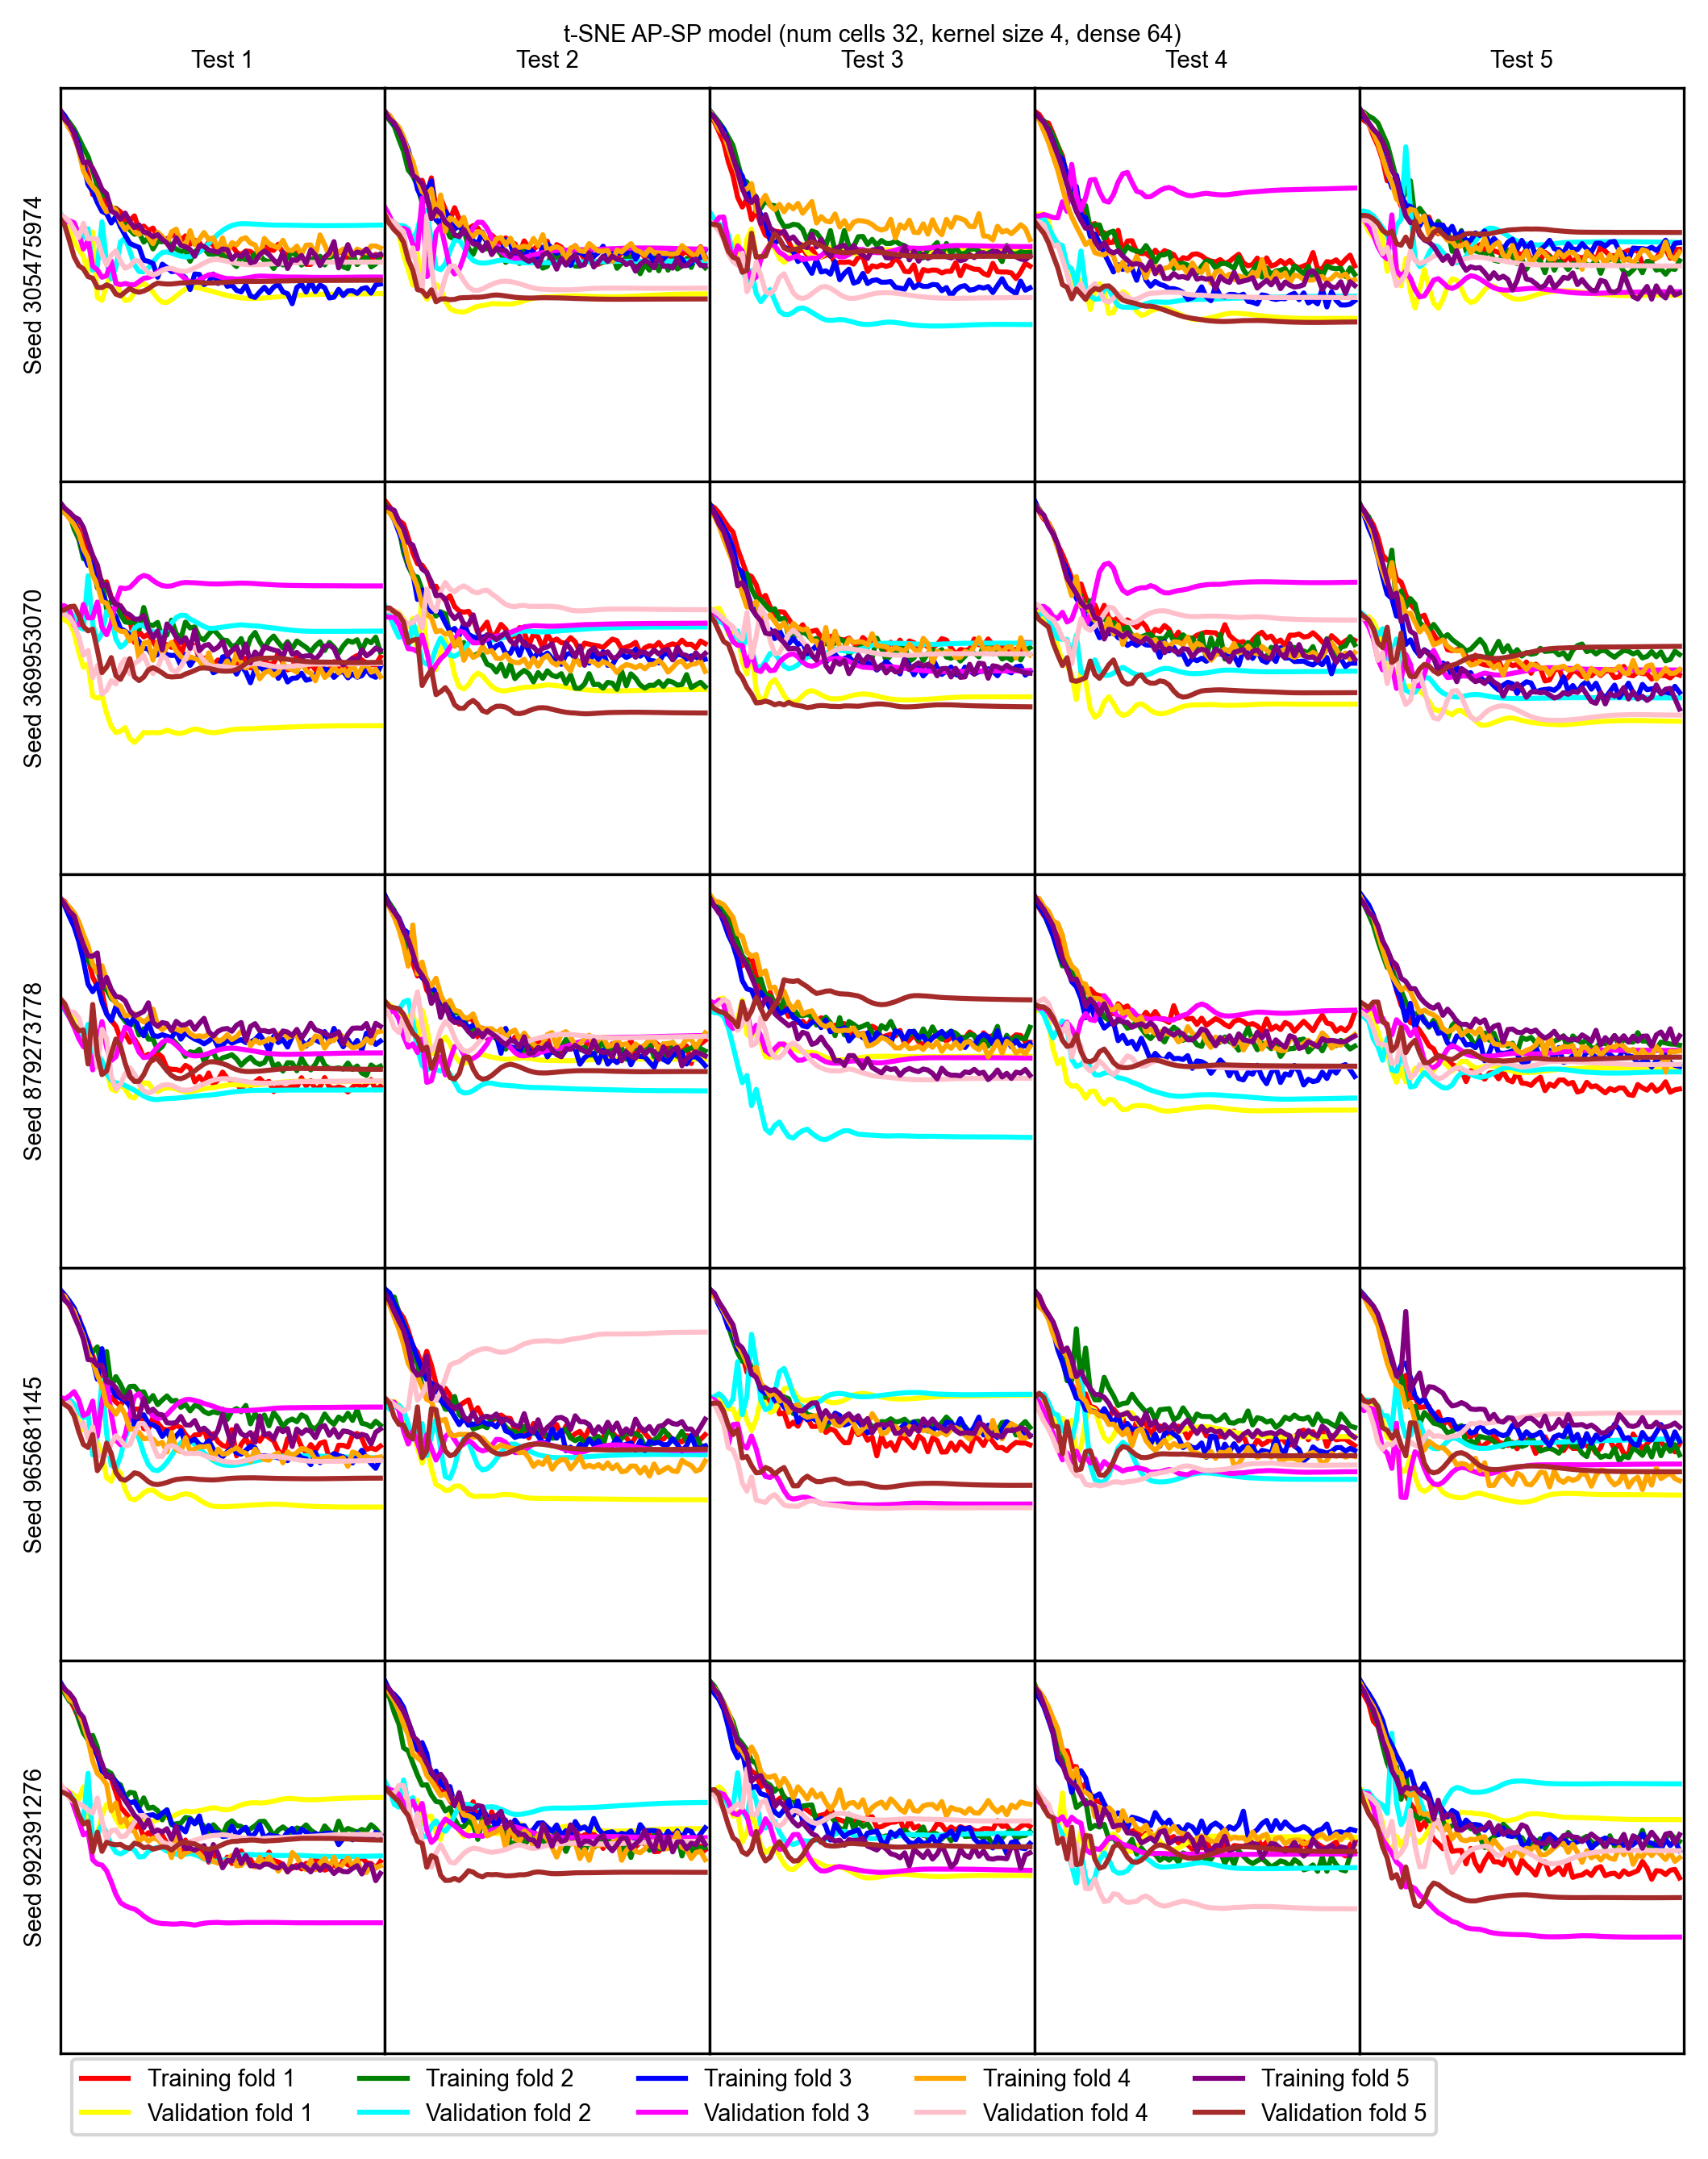 t-SNE AP-SP model (num cells 32, kernel size 4, dense 64)
Test 1 Test 2 Test 3 Test 4 Test 5
Seed 305475974
Seed 369953070
Seed 879273778
Seed 965681145
Seed 992391276
Training fold 1 Training fold 2 Training fold 3 Training fold 4 Training fold 5
Validation fold 1 Validation fold 2 Validation fold 3 Validation fold 4 Validation fold 5